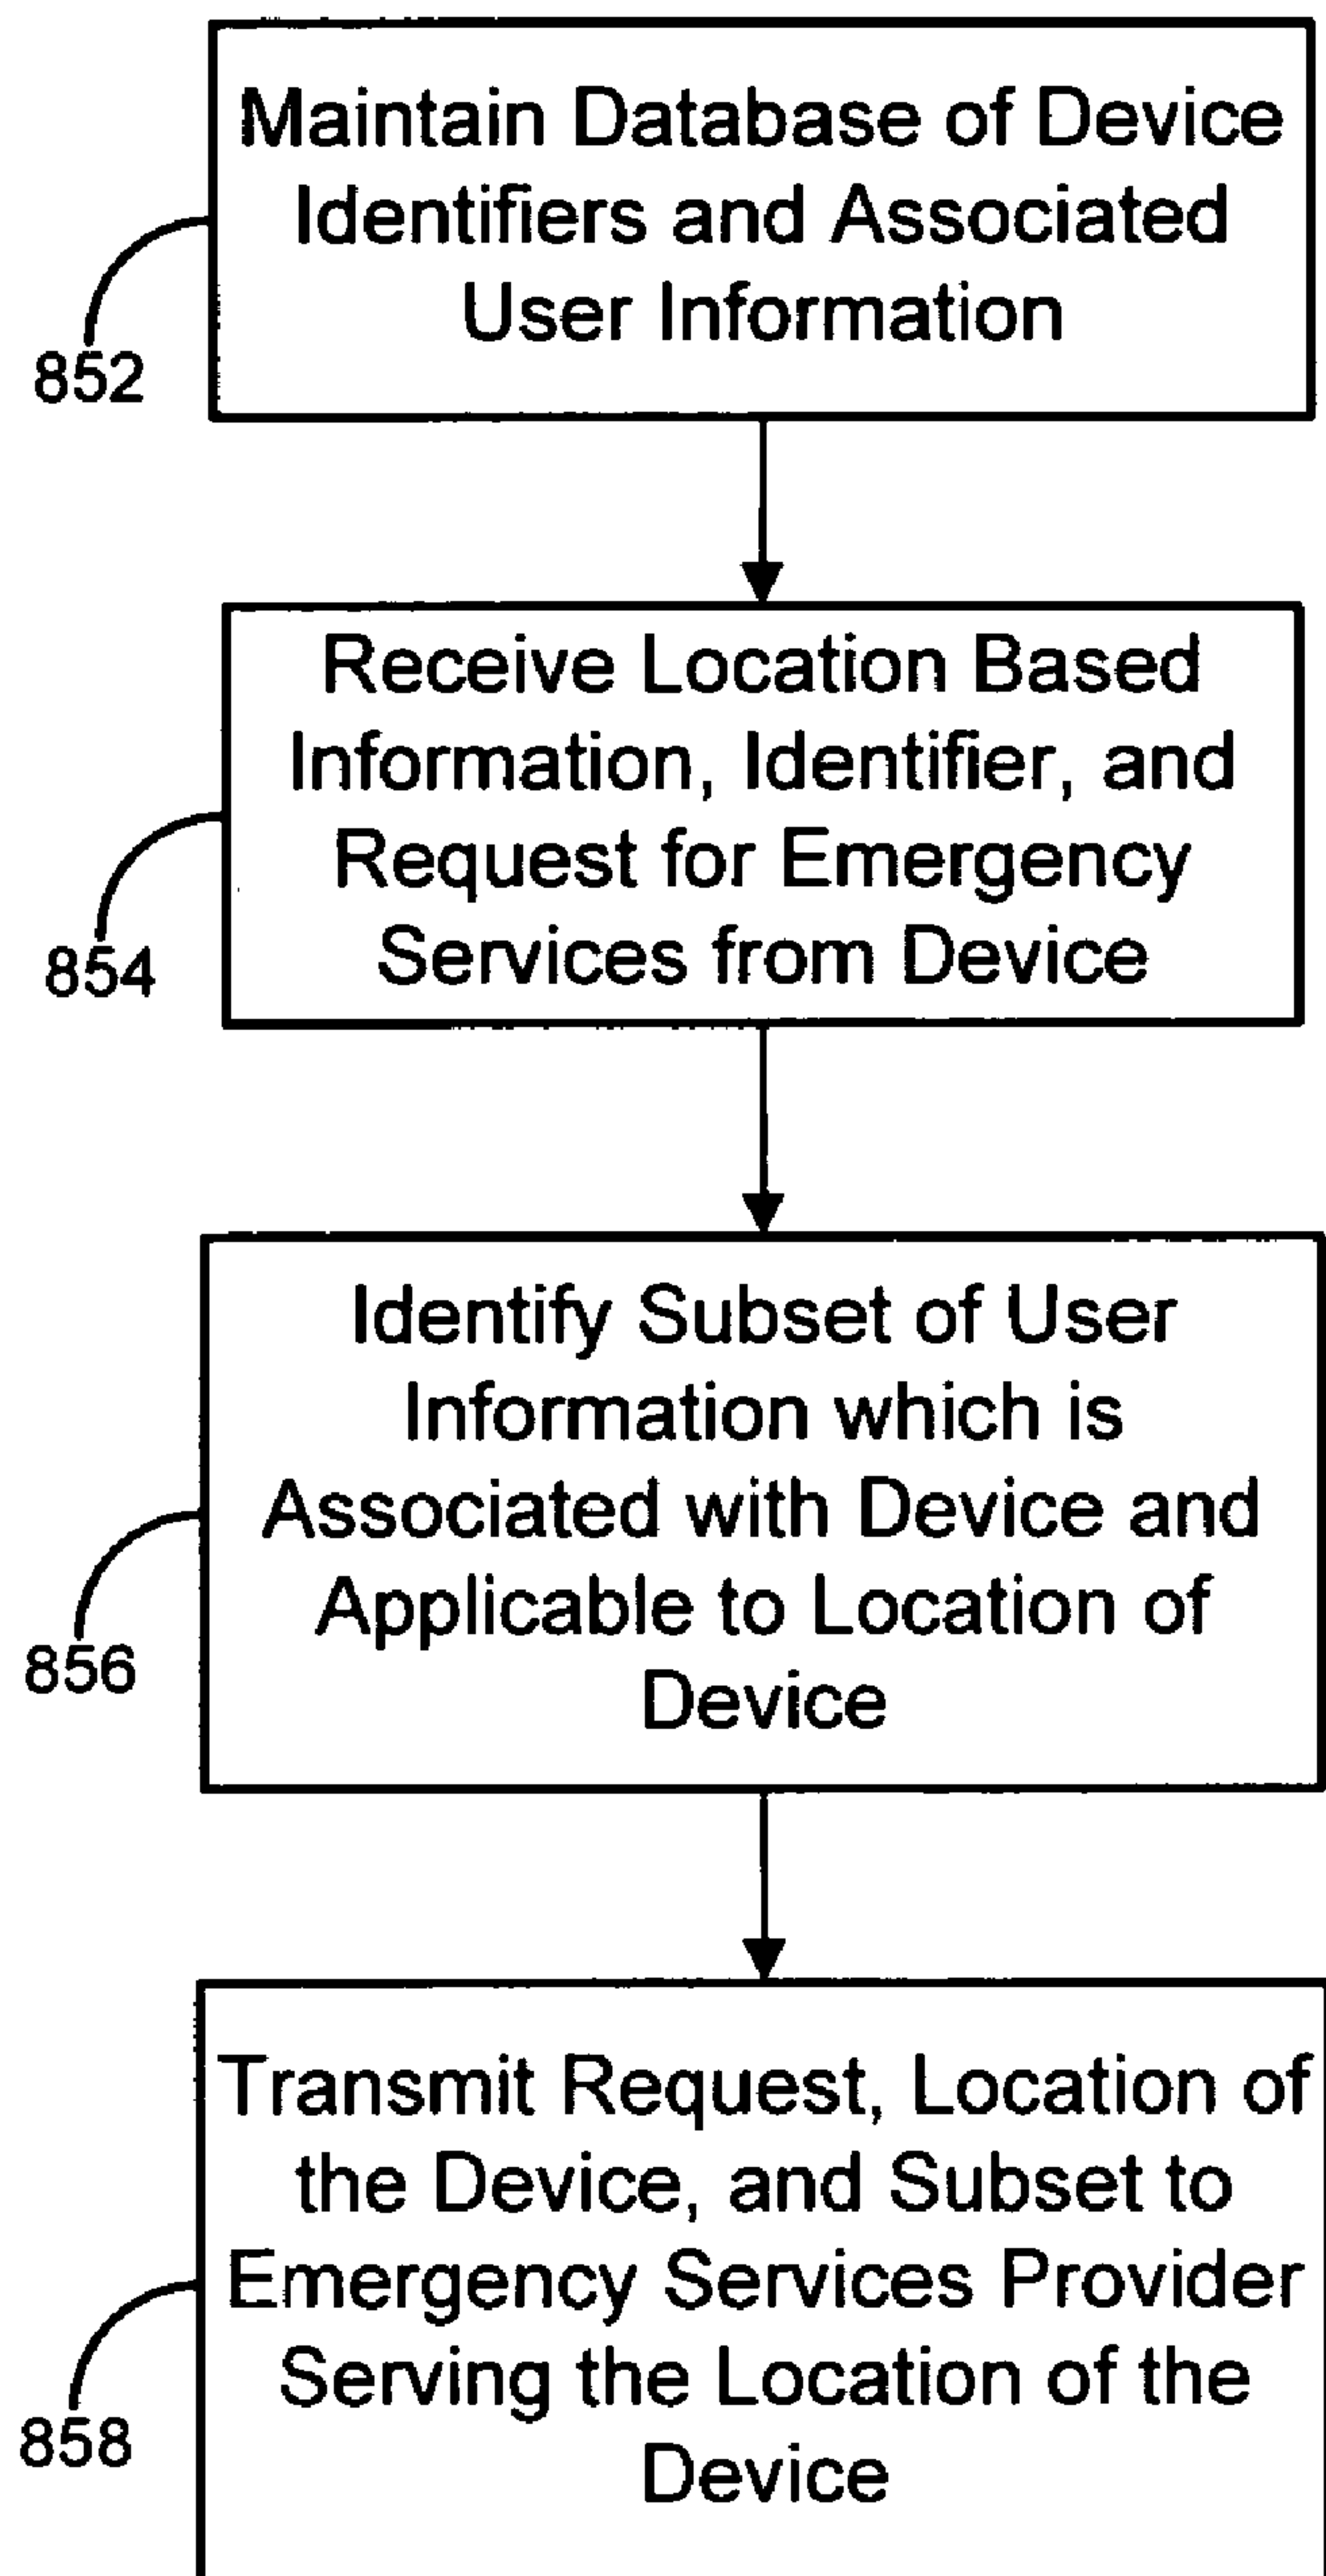 Maintain Database of Device
Identifiers and Associated
User Information
852
Receive Location Based
Information, Identifier, and
Request for Emergency
Services from Device
854
Identify Subset of User
Information which is
Associated with Device and
Applicable to Location of
Device
856
Transmit Request, Location of
the Device, and Subset to
Emergency Services Provider
Serving the Location of the
Device
858